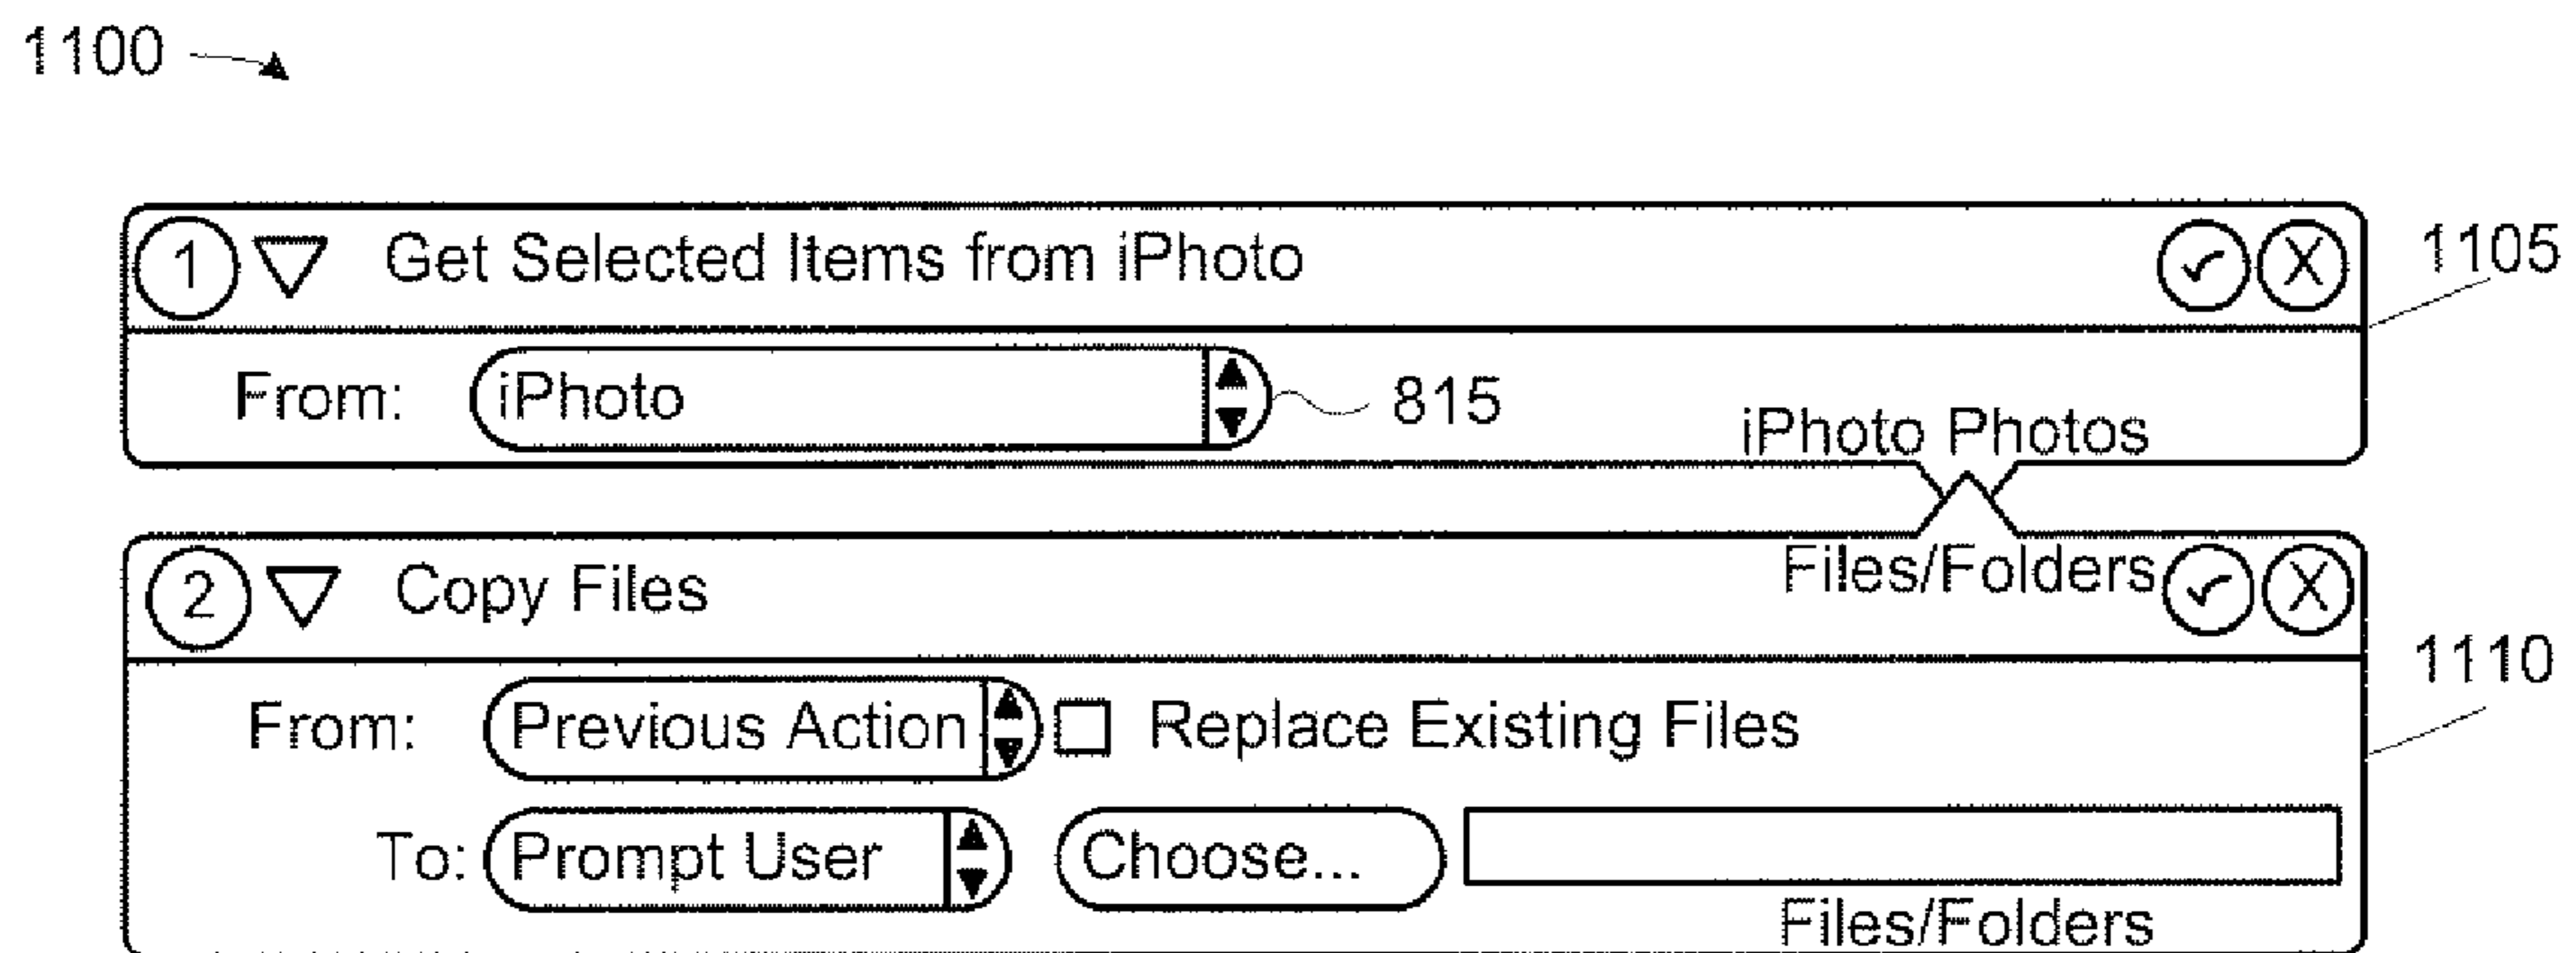 1100
1 Get Selected Items from iPhoto ✓ X 1105
From: iPhoto 815
iPhoto Photos
2 Copy Files Files/Folders ✓ X
1110
From: Previous Action Replace Existing Files
To: Prompt User Choose...
Files/Folders